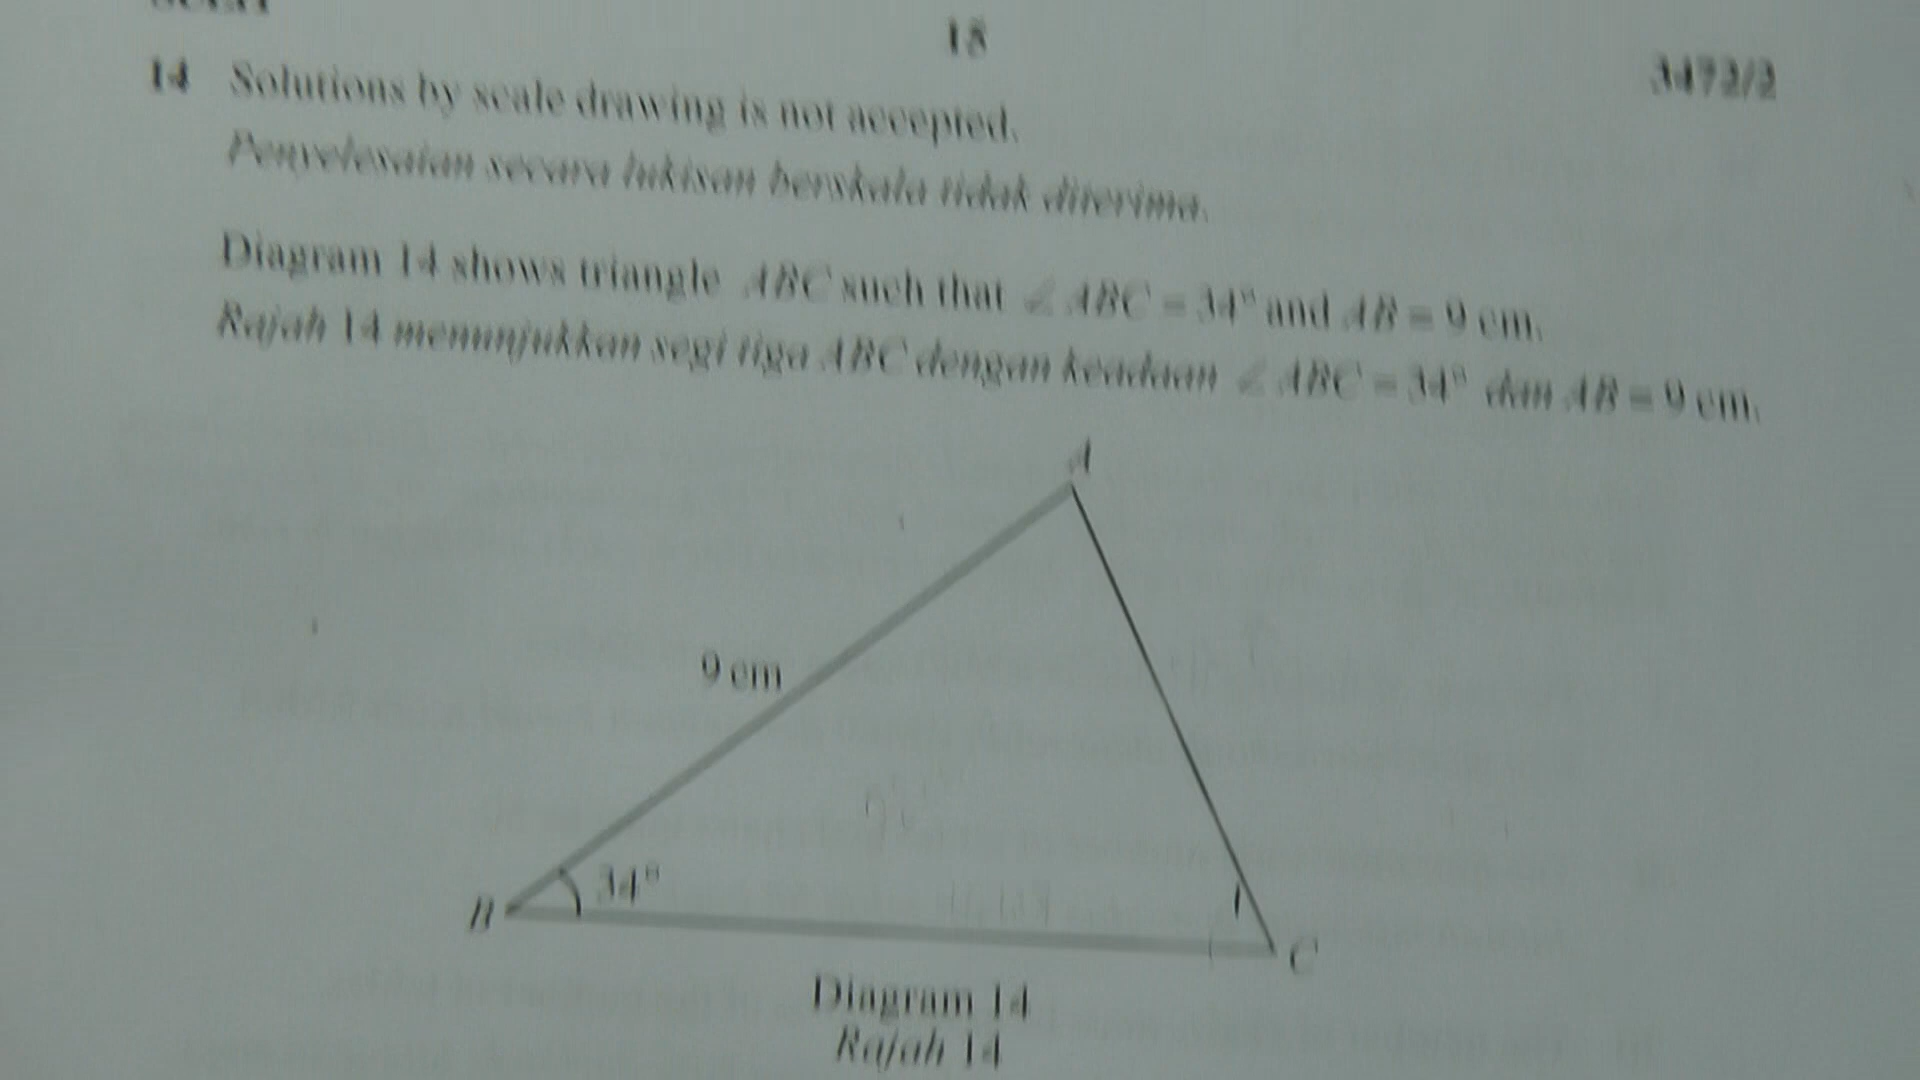 18
3472/2
14 Solutions by scale drawing is not accepted.
Penyelesaian secara lukisan berskala tidak diterima.
Diagram 14 shows triangle ABC such that ∠ ABC = 34° and AB = 9 cm.
Rajah 14 menunjukkan segi tiga ABC dengan keadaan ∠ ABC = 34° dan AB = 9 cm.
A
9 cm
34°
B
C
Diagram 14
Rajah 14